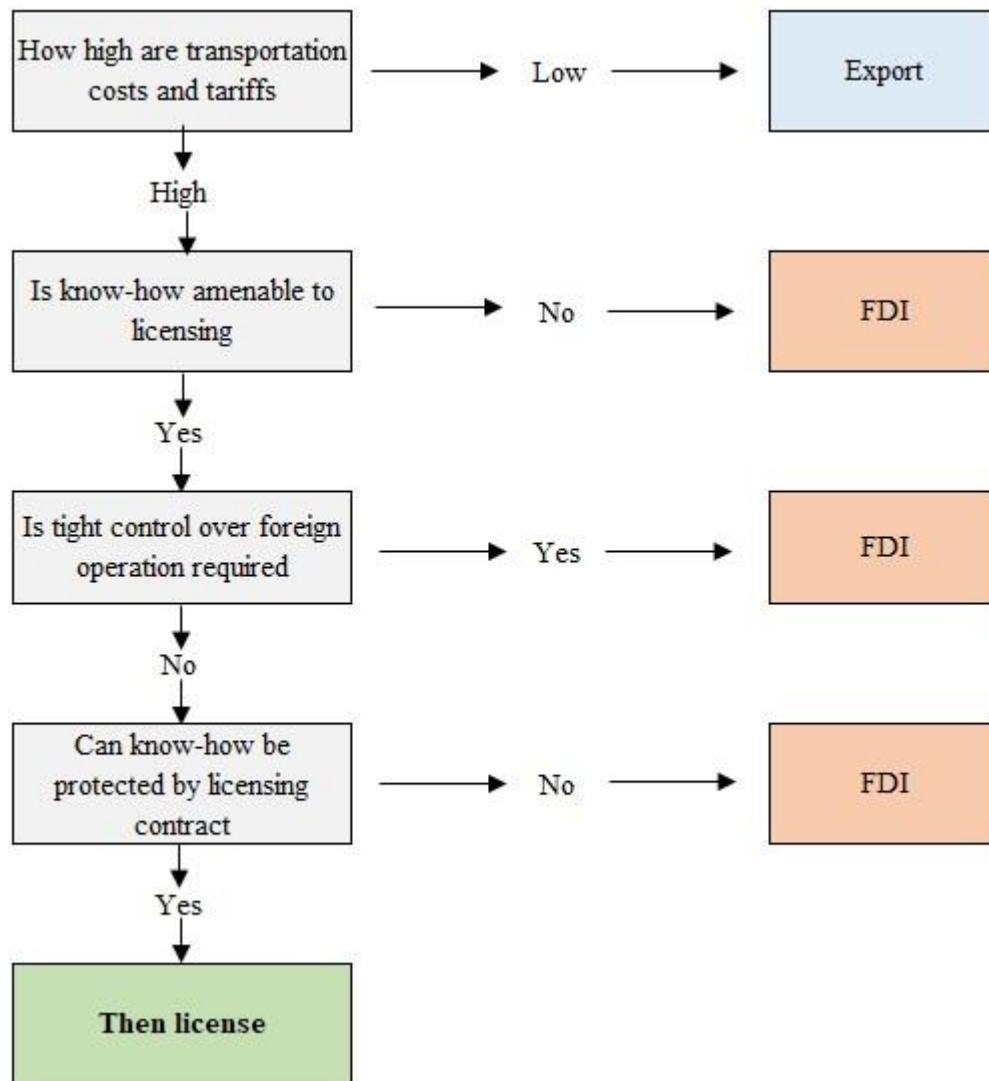 How high are transportation
costs and tariffs
Low
Export
High
Is know-how amenable to
licensing
No
FDI
Yes
Is tight control over foreign
operation required
Yes
FDI
No
Can know-how be
protected by licensing
contract
No
FDI
Yes
Then license